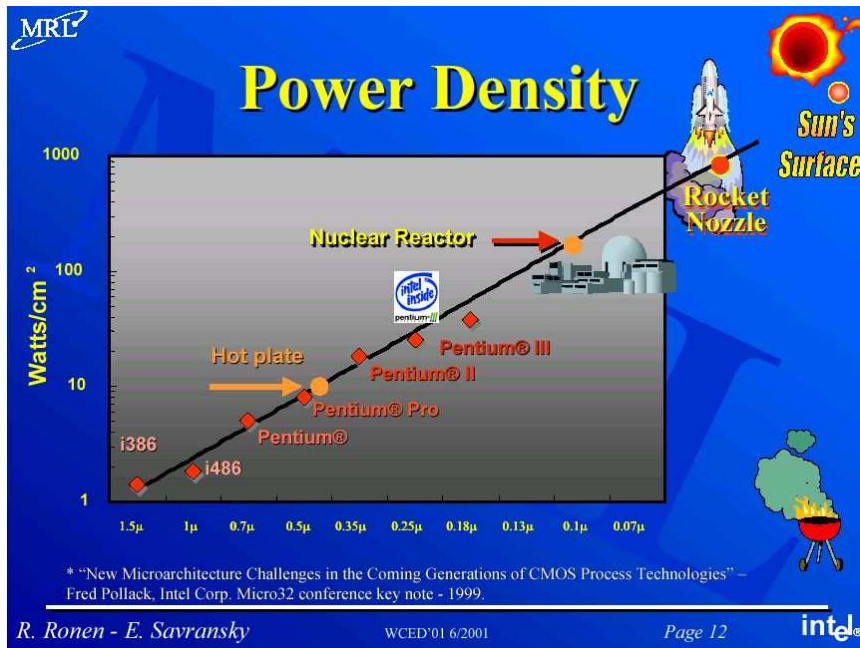 MRL
Power Density
Sun's
Surface
Rocket
Nozzle
Watts/cm²
1000
100
10
1
Nuclear Reactor
intel
inside
pentium®///
Hot plate
Pentium® III
Pentium® II
Pentium® Pro
Pentium®
i386
i486
1.5µ 1µ 0.7µ 0.5µ 0.35µ 0.25µ 0.18µ 0.13µ 0.1µ 0.07µ
* “New Microarchitecture Challenges in the Coming Generations of CMOS Process Technologies” –
Fred Pollack, Intel Corp. Micro32 conference key note - 1999.
R. Ronen - E. Savransky WCED'01 6/2001 Page 12 intel®